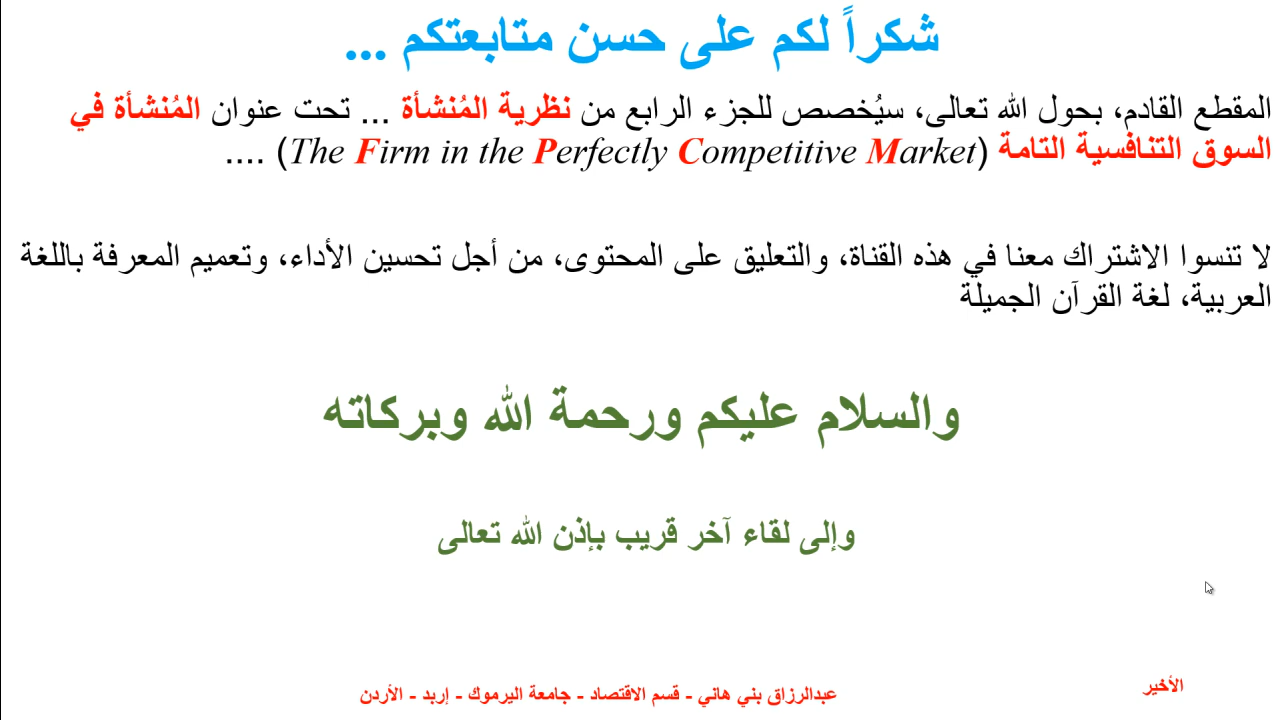 شكراً لكم على حسن متابعتكم ...
المقطع القادم، بحول الله تعالى، سيُخصص للجزء الرابع من نظرية المُنشأة ... تحت عنوان المُنشأة في
السوق التنافسية التامة (The Firm in the Perfectly Competitive Market) ....
لا تنسوا الاشتراك معنا في هذه القناة، والتعليق على المحتوى، من أجل تحسين الأداء، وتعميم المعرفة باللغة
العربية، لغة القرآن الجميلة
والسلام عليكم ورحمة الله وبركاته
وإلى لقاء آخر قريب بإذن الله تعالى
الأخير
عبدالرزاق بني هاني - قسم الاقتصاد - جامعة اليرموك - إربد - الأردن